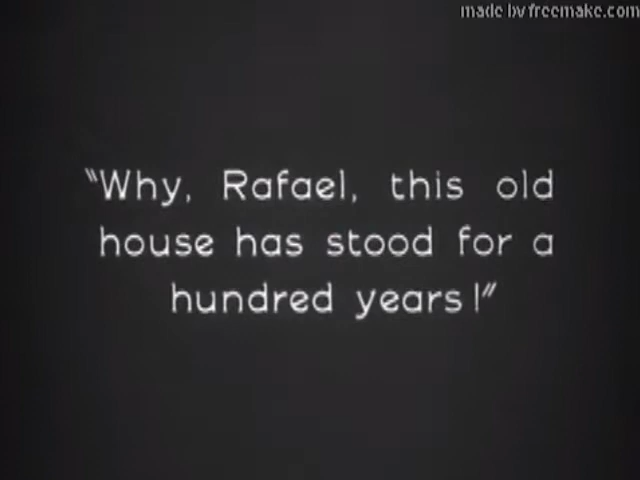 made by freemake.com
"Why, Rafael, this old
house has stood for a
hundred years!"